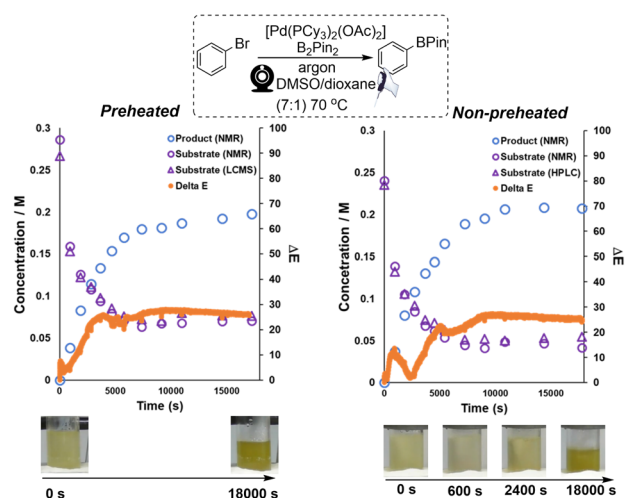 Br
[Pd(PCy3)2(OAc)2]
B2Pin2
argon
DMSO/dioxane
(7:1) 70 °C
BPin
Preheated
Non-preheated
0.3
0.25
0.2
0.15
0.1
0.05
0
Concentration / M
Product (NMR)
Substrate (NMR)
Substrate (LCMS)
Delta E
100
90
80
70
60
50
40
30
20
10
0
ΔE
0
5000
10000
15000
Time (s)
0.3
0.25
0.2
0.15
0.1
0.05
0
Concetration / M
Product (NMR)
Substrate (NMR)
Substrate (HPLC)
Delta E
100
90
80
70
60
50
40
30
20
10
0
ΔE
0
5000
10000
15000
Time (s)
0 s
18000 s
0 s
600 s
2400 s
18000 s